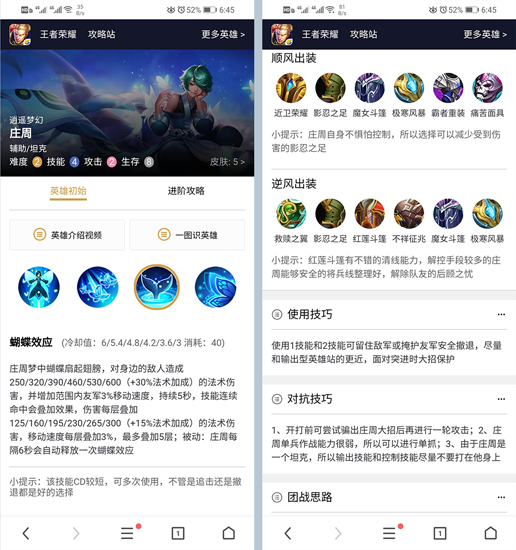 52% 6:45
王者荣耀 攻略站 更多英雄 >
逍遥梦幻
庄周
辅助/坦克
难度 2 技能 4 攻击 2 生存 8 皮肤: 5 >
英雄初始 进阶攻略
英雄介绍视频 一图识英雄
蝴蝶效应 (冷却值：6/5.4/4.8/4.2/3.6/3 消耗：40)
庄周梦中蝴蝶扇起翅膀，对身边的敌人造成
250/320/390/460/530/600（+30%法术加成）的法术伤
害，并增加范围内友军3%移动速度，持续5秒，技能连续
命中会叠加效果，伤害每层叠加
125/160/195/230/265/300（+15%法术加成）的法术伤
害，移动速度每层叠加3%，最多叠加5层；被动：庄周每
隔6秒会自动释放一次蝴蝶效应
小提示：该技能CD较短，可多次使用，不管是追击还是撤
退都是好的选择
1
52% 6:45
王者荣耀 攻略站 更多英雄 >
顺风出装
近卫荣耀 影忍之足 魔女斗篷 极寒风暴 霸者重装 痛苦面具
小提示：庄周自身不惧怕控制，所以选择可以减少受到伤
害的影忍之足
逆风出装
救赎之翼 影忍之足 红莲斗篷 不祥征兆 魔女斗篷 极寒风暴
小提示：红莲斗篷有不错的清线能力，解控手段较多的庄
周能够安全的将兵线整理好，解除队友的后顾之忧
使用技巧 ...
使用1技能和2技能可留住敌军或掩护友军安全撤退，尽量
和输出型英雄站的更近，面对突进时大招保护
对抗技巧 ...
1、开打前可尝试骗出庄周大招后再进行一轮攻击；2、庄
周单兵作战能力很弱，所以可以进行单抓；3、由于庄周是
一个坦克，所以输出技能和控制技能尽量不要打在他身上
团战思路 ...
1